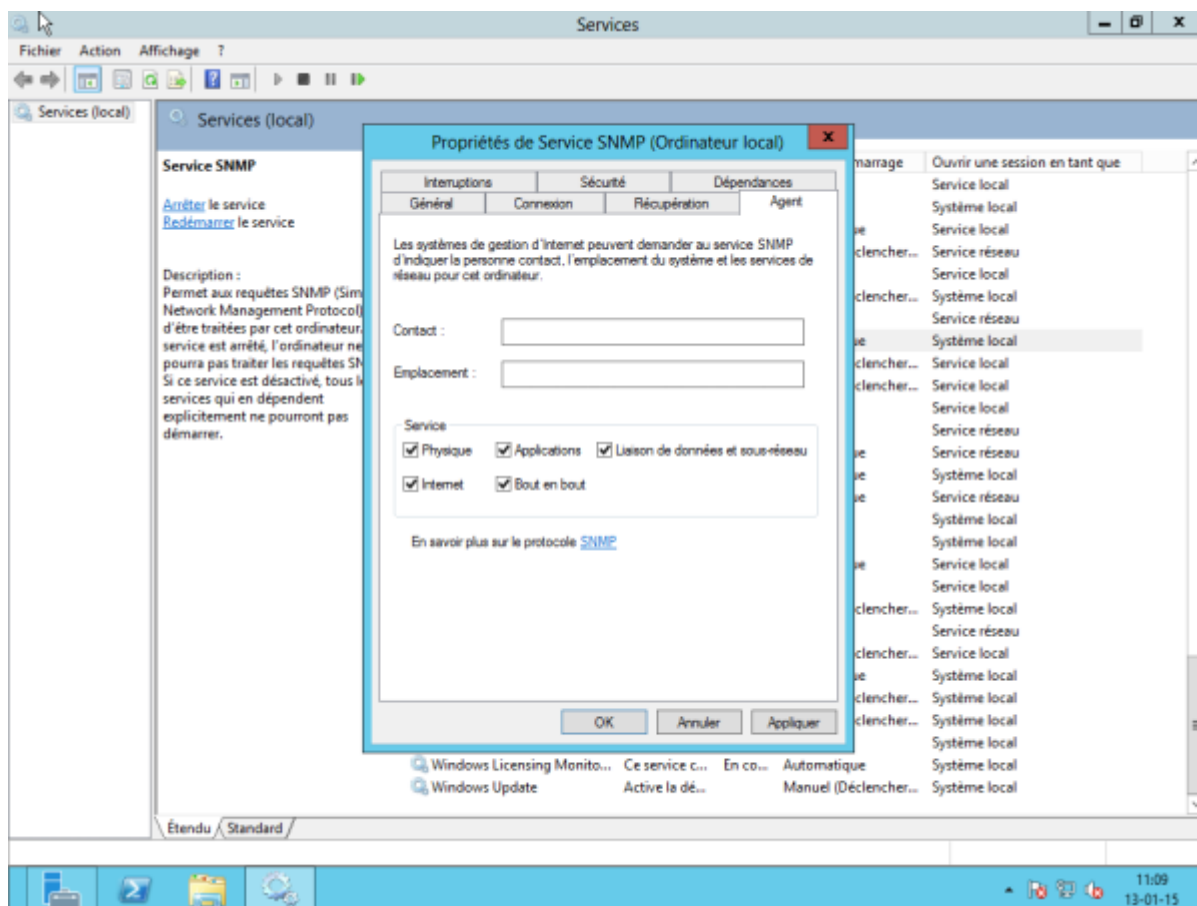 Services
Fichier Action Affichage ?
Services (local)
Services (local)
Service SNMP
Arrêter le service
Redémarrer le service
Description :
Permet aux requêtes SNMP (Sim
Network Management Protocol)
d'être traitées par cet ordinateur.
service est arrêté, l'ordinateur ne
pourra pas traiter les requêtes SN
Si ce service est désactivé, tous l
services qui en dépendent
explicitement ne pourront pas
démarrer.
Propriétés de Service SNMP (Ordinateur local)
Interruptions Sécurité Dépendances
Général Connexion Récupération Agent
Les systèmes de gestion d'Internet peuvent demander au service SNMP
d'indiquer la personne contact, l'emplacement du système et les services de
réseau pour cet ordinateur.
Contact :
Emplacement :
Service
Physique Applications Liaison de données et sous-réseau
Internet Bout en bout
En savoir plus sur le protocole SNMP
OK Annuler Appliquer
marrage Ouvrir une session en tant que
Service local
Système local
ue Service local
clencher... Service réseau
Service local
clencher... Système local
Service réseau
ue Système local
clencher... Service local
clencher... Service local
Service local
Service réseau
ue Service réseau
ue Système local
ue Service réseau
Système local
Système local
ue Service local
Service local
clencher... Système local
Service réseau
clencher... Service local
ue Système local
clencher... Système local
clencher... Système local
Système local
Windows Licensing Monito... Ce service c... En co... Automatique Système local
Windows Update Active la dé... Manuel (Déclencher... Système local
Étendu Standard
11:09
13-01-15